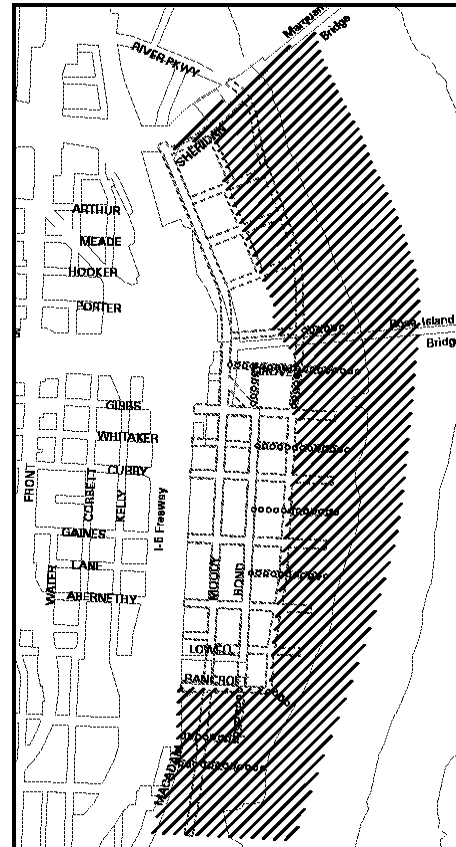 Marquam
Bridge
RIVER PKWY
SHERIDAN
ARTHUR
MEADE
HOOKER
PORTER
Ross Island
Bridg
GIBBS
WHITAKER
CURRY
FRONT
CORBETT
KELLY
I-5 Freeway
GAINES
LANE
WATER
ABERNETHY
MOODY
BOND
LOWELL
BANCROFT
MACADAM